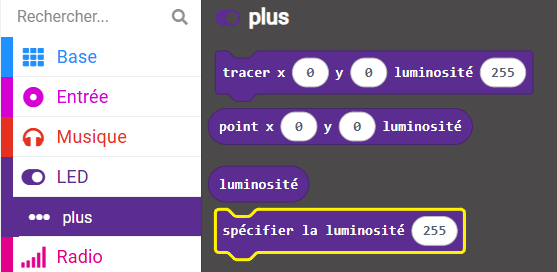 Rechercher...
Base
Entrée
Musique
LED
plus
Radio
plus
tracer x 0 y 0 luminosité 255
point x 0 y 0 luminosité
luminosité
spécifier la luminosité 255